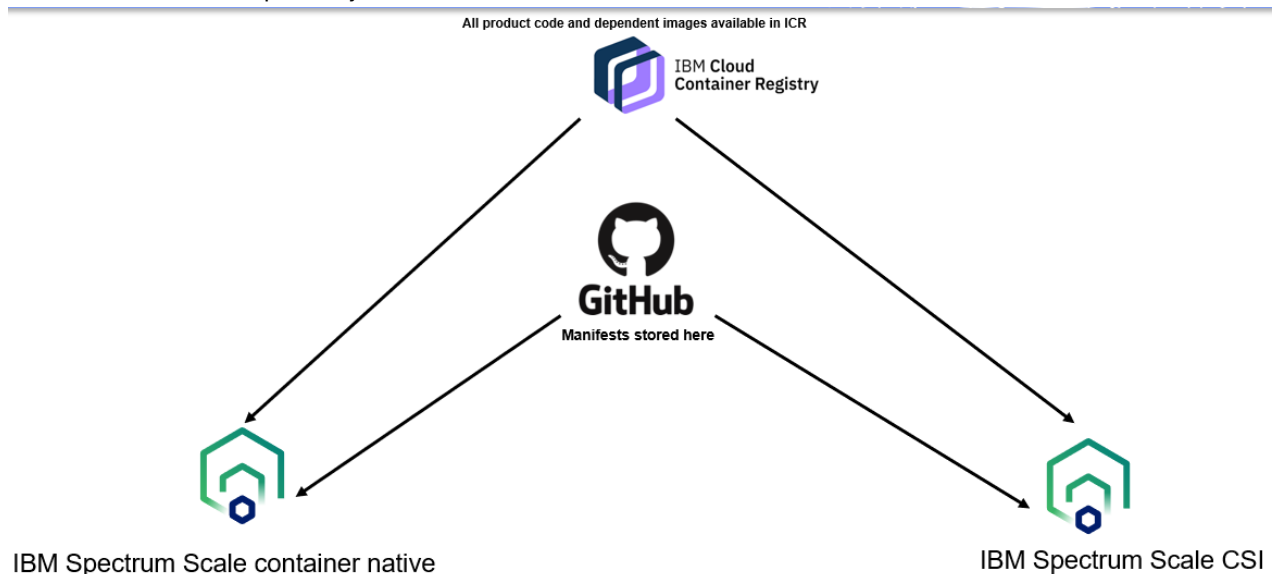 All product code and dependent images available in ICR
IBM Cloud
Container Registry
GitHub
Manifests stored here
IBM Spectrum Scale container native
IBM Spectrum Scale CSI